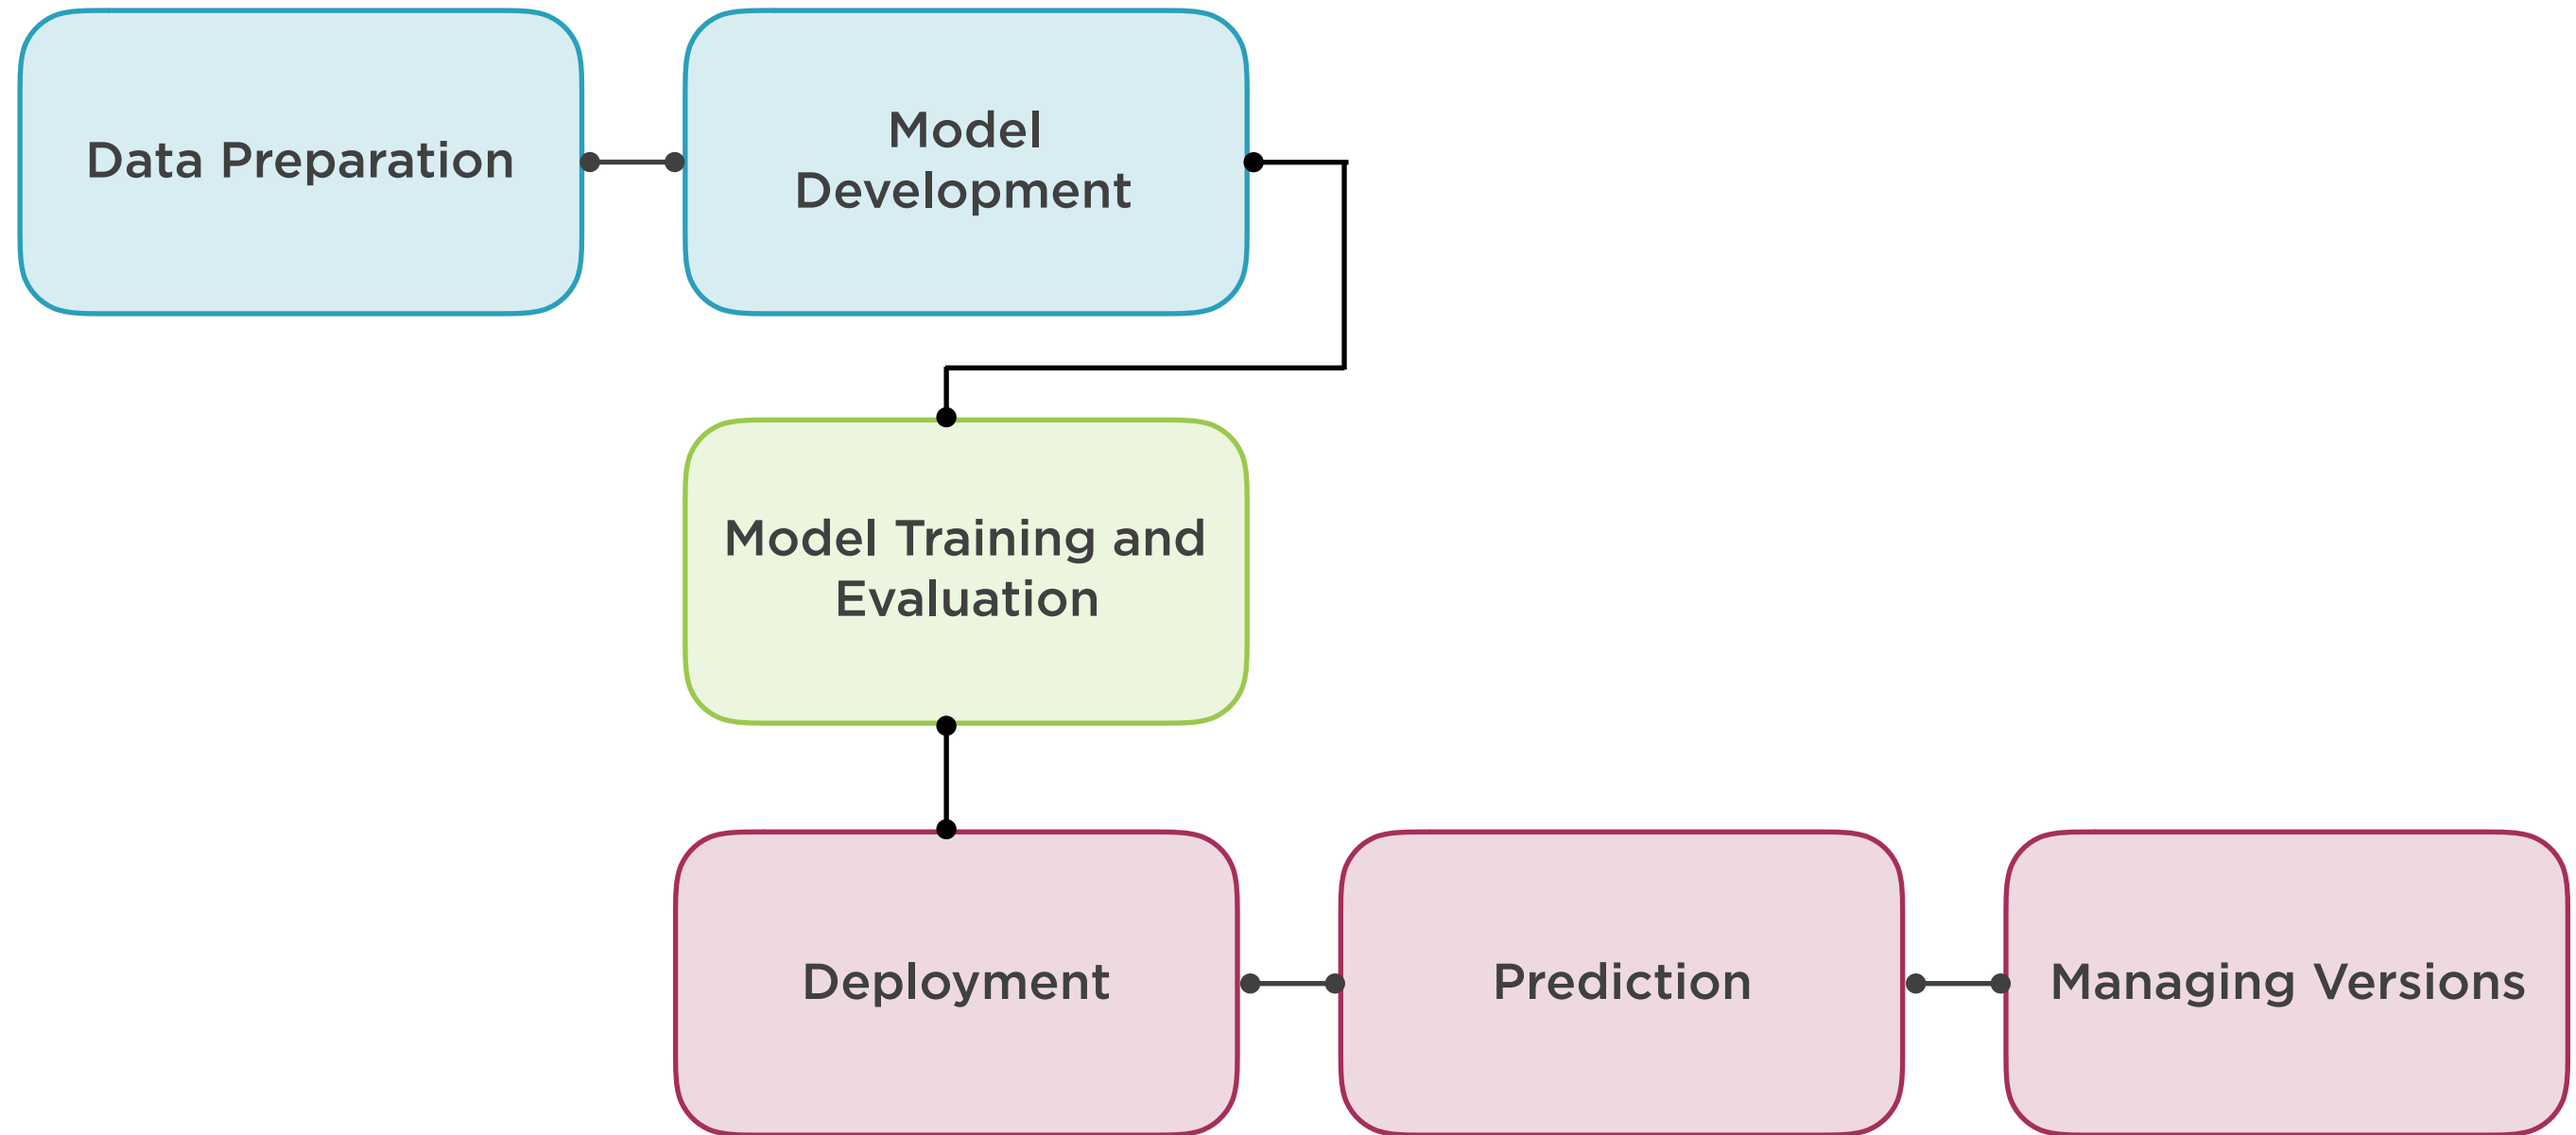 Data Preparation
Model
Development
Model Training and
Evaluation
Deployment
Prediction
Managing Versions